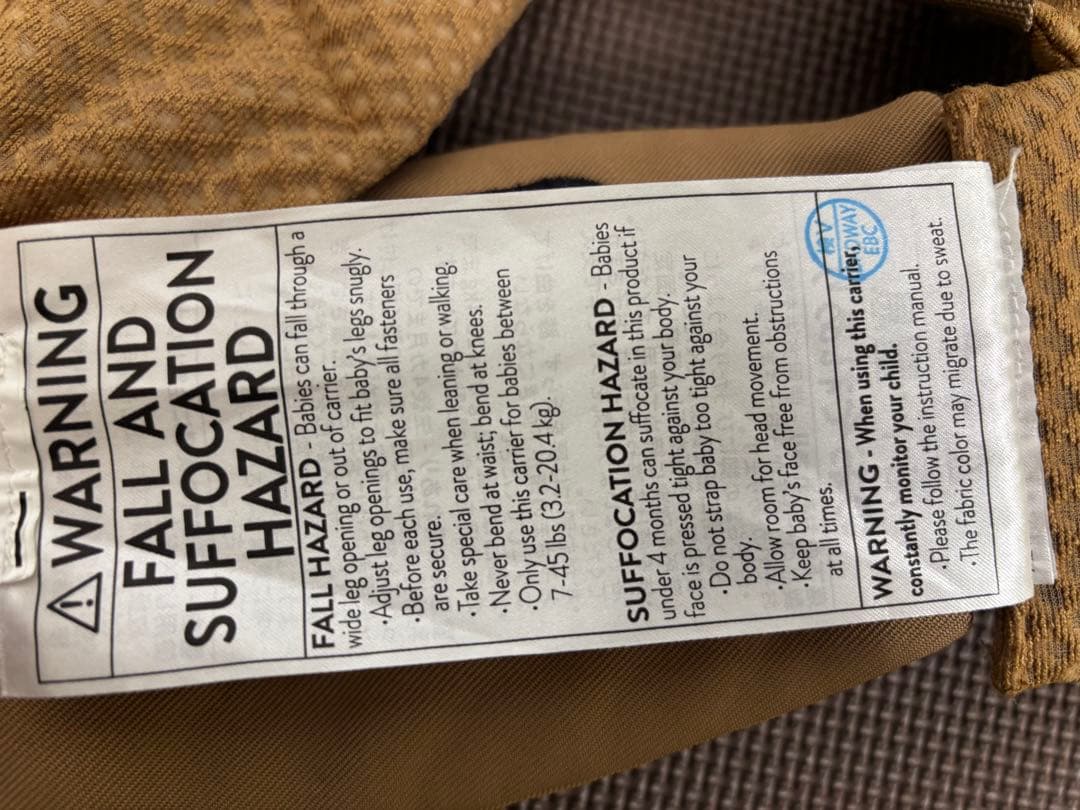 WARNING
FALL AND
SUFFOCATION
HAZARD
FALL HAZARD - Babies can fall through a
wide leg opening or out of carrier.
·Adjust leg openings to fit baby's legs snugly.
·Before each use, make sure all fasteners
are secure.
·Take special care when leaning or walking.
·Never bend at waist; bend at knees.
·Only use this carrier for babies between
7-45 lbs (3.2-20.4 kg).
SUFFOCATION HAZARD - Babies
under 4 months can suffocate in this product if
face is pressed tight against your body.
·Do not strap baby too tight against your
body.
·Allow room for head movement.
·Keep baby's face free from obstructions
at all times.
WARNING - When using this carrier,
constantly monitor your child.
·Please follow the instruction manual.
·The fabric color may migrate due to sweat.
EBC